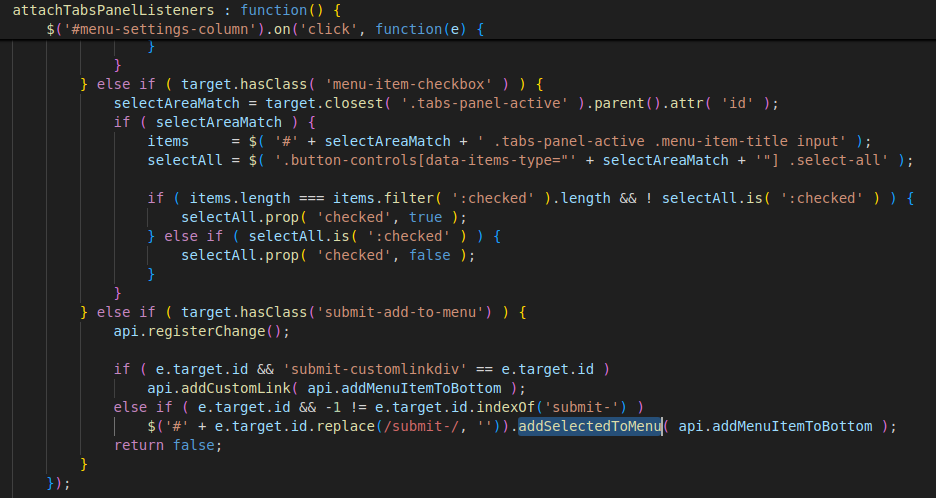 attachTabsPanelListeners : function() {
$('#menu-settings-column').on('click', function(e) {
}
}
} else if ( target.hasClass( 'menu-item-checkbox' ) ) {
selectAreaMatch = target.closest( '.tabs-panel-active' ).parent().attr( 'id' );
if ( selectAreaMatch ) {
items     = $( '#' + selectAreaMatch + ' .tabs-panel-active .menu-item-title input' );
selectAll = $( '.button-controls[data-items-type="' + selectAreaMatch + '"] .select-all' );
if ( items.length === items.filter( ':checked' ).length && ! selectAll.is( ':checked' ) ) {
selectAll.prop( 'checked', true );
} else if ( selectAll.is( ':checked' ) ) {
selectAll.prop( 'checked', false );
}
}
} else if ( target.hasClass('submit-add-to-menu') ) {
api.registerChange();
if ( e.target.id && 'submit-customlinkdiv' == e.target.id )
api.addCustomLink( api.addMenuItemToBottom );
else if ( e.target.id && -1 != e.target.id.indexOf('submit-') )
$('#' + e.target.id.replace(/submit-/, '')).addSelectedToMenu( api.addMenuItemToBottom );
return false;
}
});